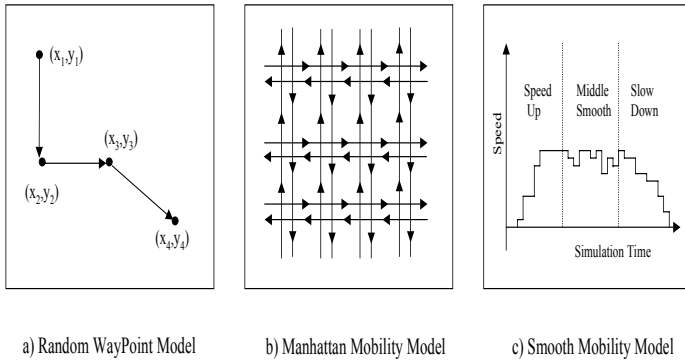 (x1,y1)
(x2,y2)
(x3,y3)
(x4,y4)
Speed
Speed Up
Middle Smooth
Slow Down
Simulation Time
a) Random WayPoint Model
b) Manhattan Mobility Model
c) Smooth Mobility Model